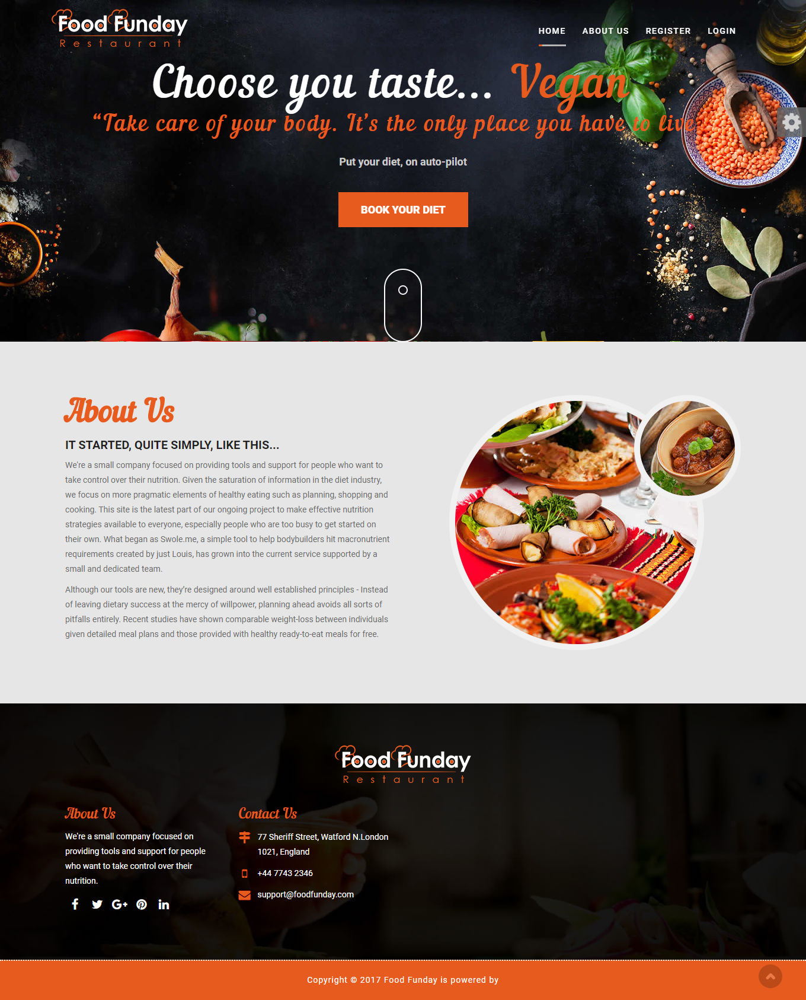 Food Funday
Restaurant
HOME ABOUT US REGISTER LOGIN
Choose you taste... Vegan
“Take care of your body. It’s the only place you have to live
Put your diet, on auto-pilot
BOOK YOUR DIET
About Us
IT STARTED, QUITE SIMPLY, LIKE THIS...
We're a small company focused on providing tools and support for people who want to
take control over their nutrition. Given the saturation of information in the diet industry,
we focus on more pragmatic elements of healthy eating such as planning, shopping and
cooking. This site is the latest part of our ongoing project to make effective nutrition
strategies available to everyone, especially people who are too busy to get started on
their own. What began as Swole.me, a simple tool to help bodybuilders hit macronutrient
requirements created by just Louis, has grown into the current service supported by a
small and dedicated team.
Although our tools are new, they’re designed around well established principles - Instead
of leaving dietary success at the mercy of willpower, planning ahead avoids all sorts of
pitfalls entirely. Recent studies have shown comparable weight-loss between individuals
given detailed meal plans and those provided with healthy ready-to-eat meals for free.
Food Funday
Restaurant
About Us
We're a small company focused on
providing tools and support for people
who want to take control over their
nutrition.
Contact Us
77 Sheriff Street, Watford N.London
1021, England
+44 7743 2346
support@foodfunday.com
Copyright © 2017 Food Funday is powered by